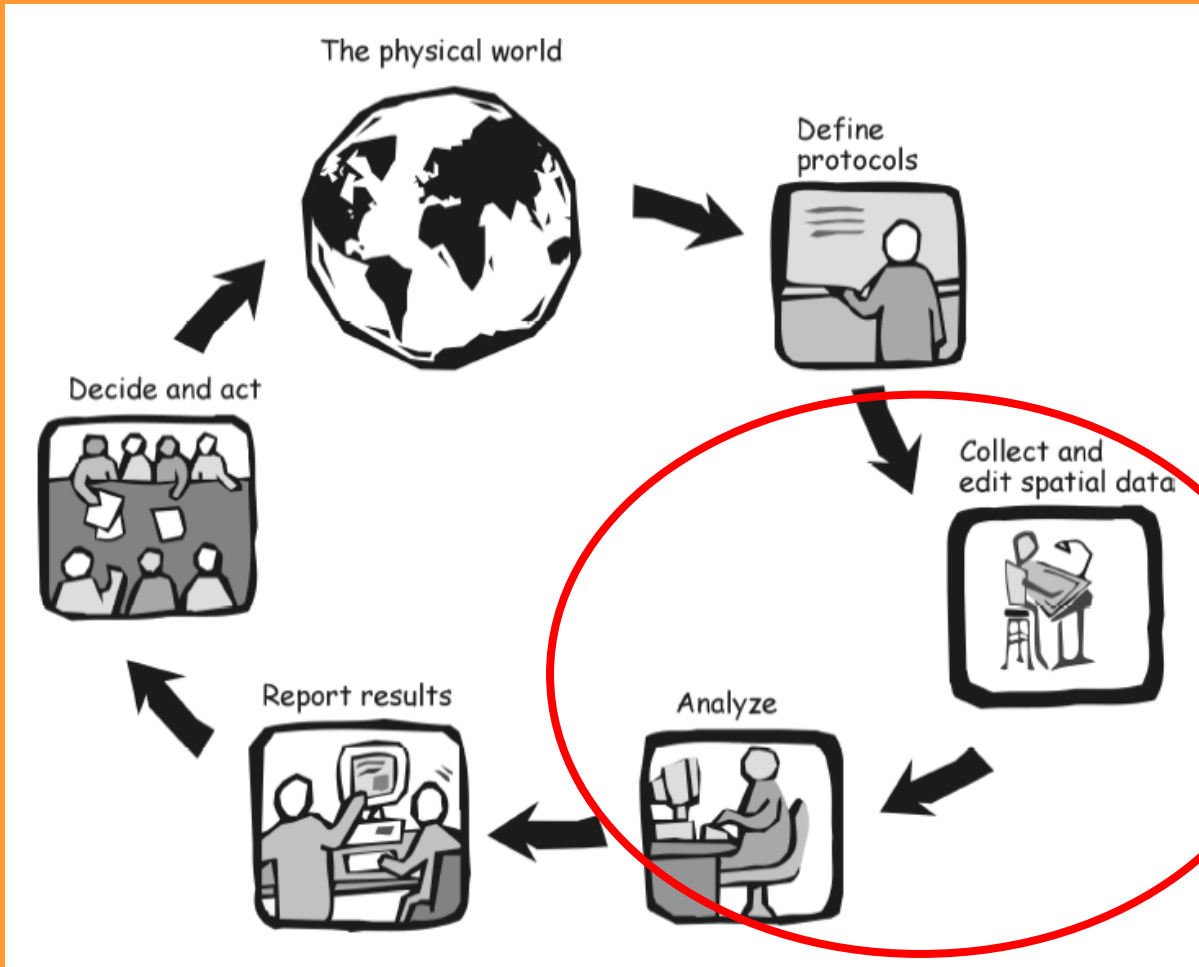 The physical world
Define
protocols
Collect and
edit spatial data
Analyze
Report results
Decide and act